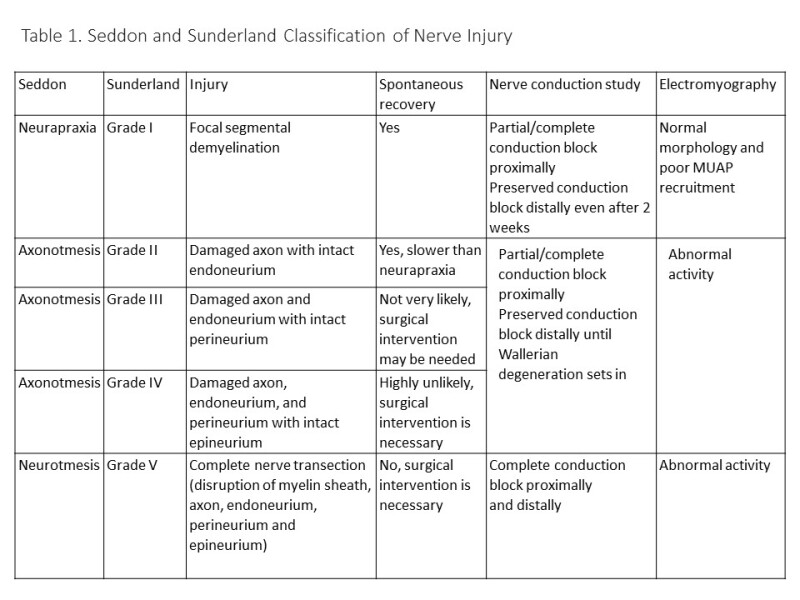 Table 1. Seddon and Sunderland Classification of Nerve Injury
Seddon
Sunderland
Injury
Spontaneous
recovery
Nerve conduction study
Electromyography
Neurapraxia
Grade I
Focal segmental
demyelination
Yes
Partial/complete
conduction block
proximally
Preserved conduction
block distally even after 2
weeks
Normal
morphology and
poor MUAP
recruitment
Axonotmesis
Grade II
Damaged axon with intact
endoneurium
Yes, slower than
neurapraxia
Partial/complete
conduction block
proximally
Preserved conduction
block distally until
Wallerian
degeneration sets in
Abnormal
activity
Axonotmesis
Grade III
Damaged axon and
endoneurium with intact
perineurium
Not very likely,
surgical
intervention
may be needed
Axonotmesis
Grade IV
Damaged axon,
endoneurium, and
perineurium with intact
epineurium
Highly unlikely,
surgical
intervention is
necessary
Neurotmesis
Grade V
Complete nerve transection
(disruption of myelin sheath,
axon, endoneurium,
perineurium and
epineurium)
No, surgical
intervention is
necessary
Complete conduction
block proximally
and distally
Abnormal activity